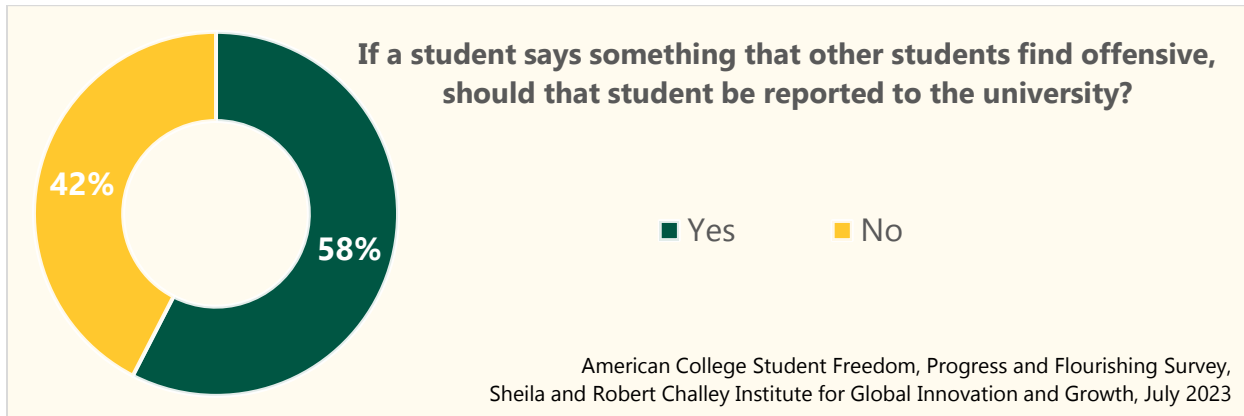 If a student says something that other students find offensive,
should that student be reported to the university?
42%
58%
Yes
No
American College Student Freedom, Progress and Flourishing Survey,
Sheila and Robert Challey Institute for Global Innovation and Growth, July 2023